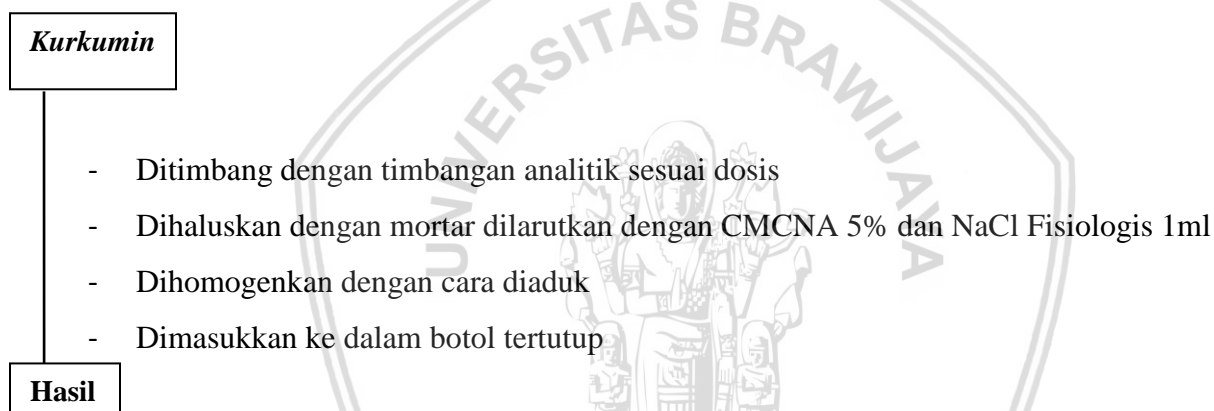 UNIVERSITAS BRAWIJAYA
Kurkumin
- Ditimbang dengan timbangan analitik sesuai dosis
- Dihaluskan dengan mortar dilarutkan dengan CMCNA 5% dan NaCl Fisiologis 1ml
- Dihomogenkan dengan cara diaduk
- Dimasukkan ke dalam botol tertutup
Hasil